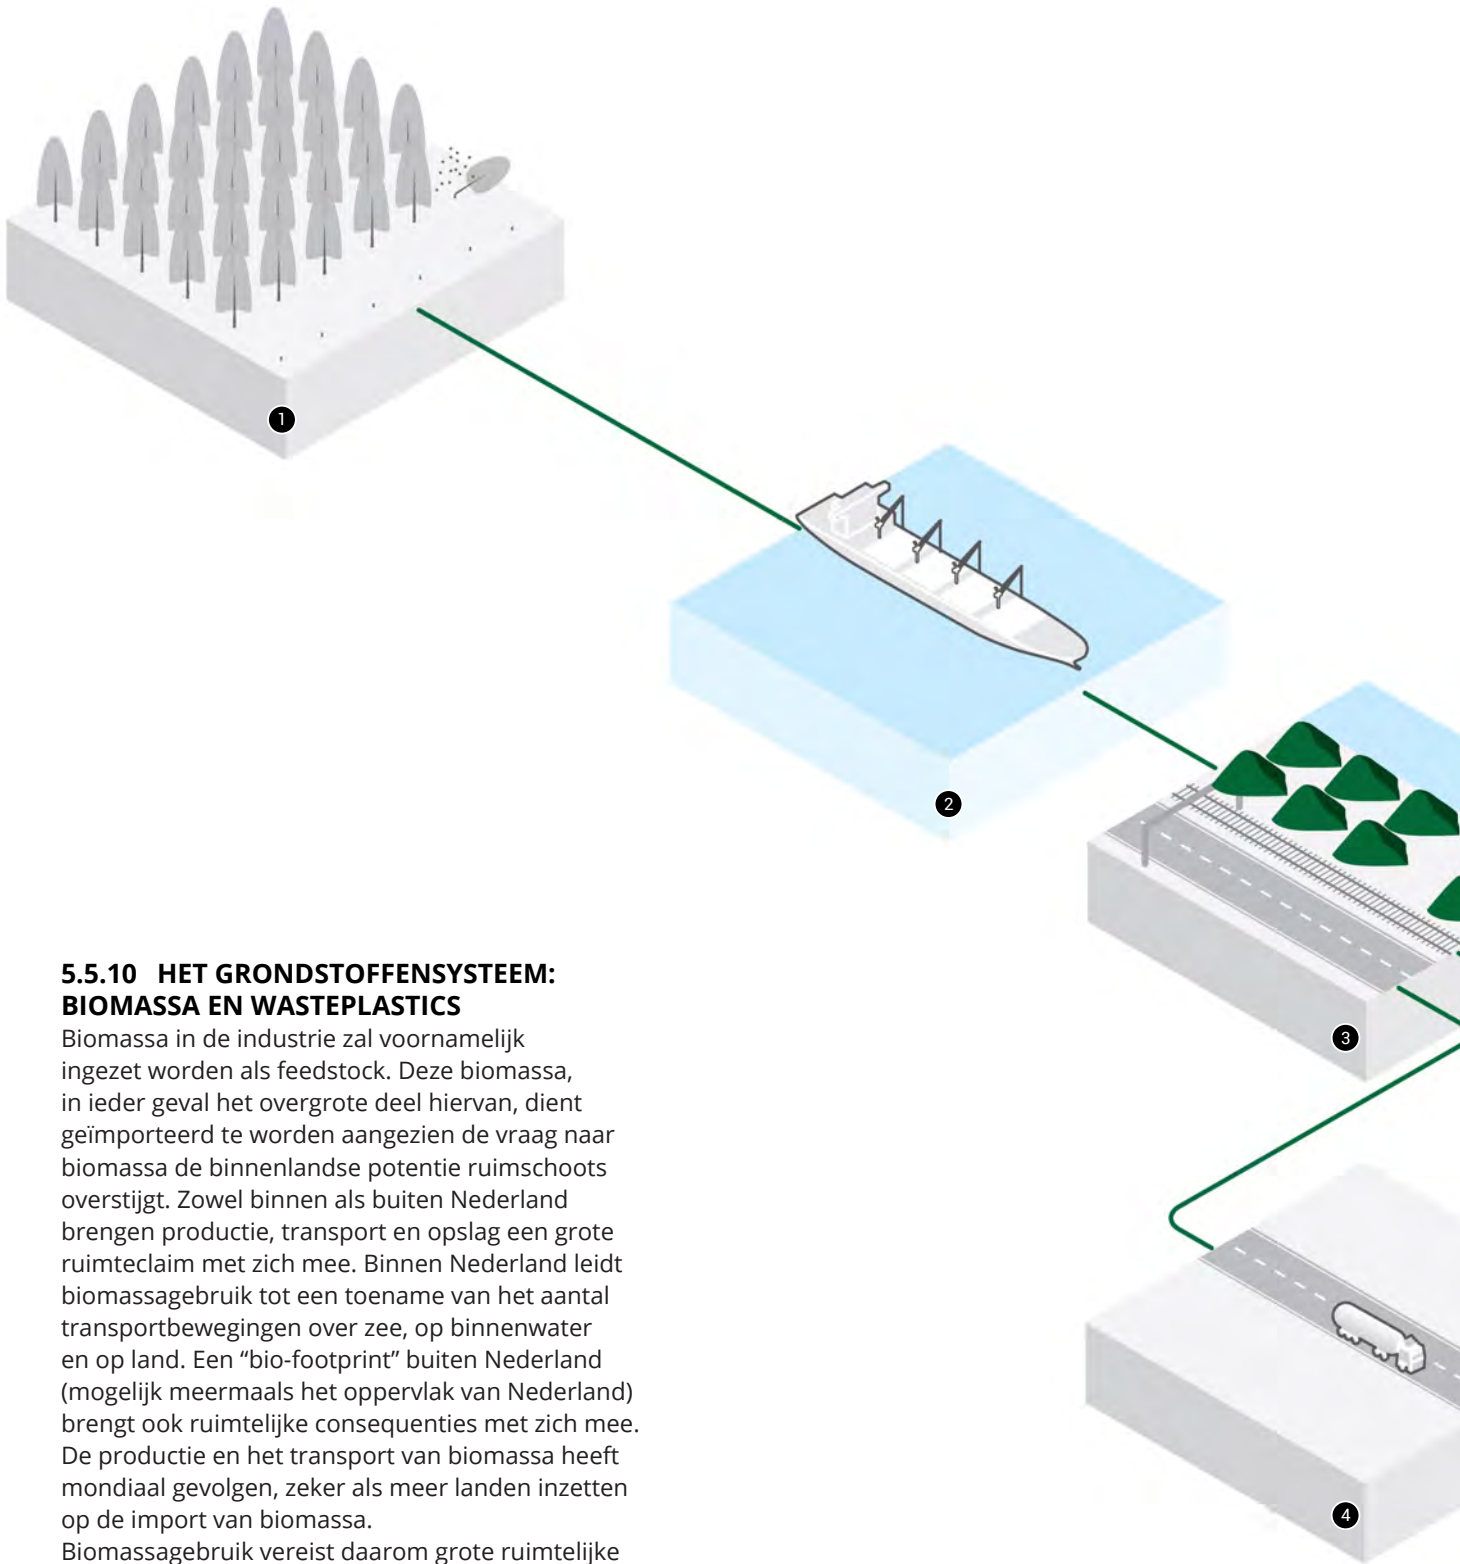 1
2
3
4
5.5.10 HET GRONDSTOFFENSYSTEEM:
BIOMASSA EN WASTEPLASTICS
Biomassa in de industrie zal voornamelijk
ingezet worden als feedstock. Deze biomassa,
in ieder geval het overgrote deel hiervan, dient
geïmporteerd te worden aangezien de vraag naar
biomassa de binnenlandse potentie ruimschoots
overstijgt. Zowel binnen als buiten Nederland
brengen productie, transport en opslag een grote
ruimteclaim met zich mee. Binnen Nederland leidt
biomassagebruik tot een toename van het aantal
transportbewegingen over zee, op binnenwater
en op land. Een “bio-footprint” buiten Nederland
(mogelijk meermaals het oppervlak van Nederland)
brengt ook ruimtelijke consequenties met zich mee.
De productie en het transport van biomassa heeft
mondiaal gevolgen, zeker als meer landen inzetten
op de import van biomassa.
Biomassagebruik vereist daarom grote ruimtelijke